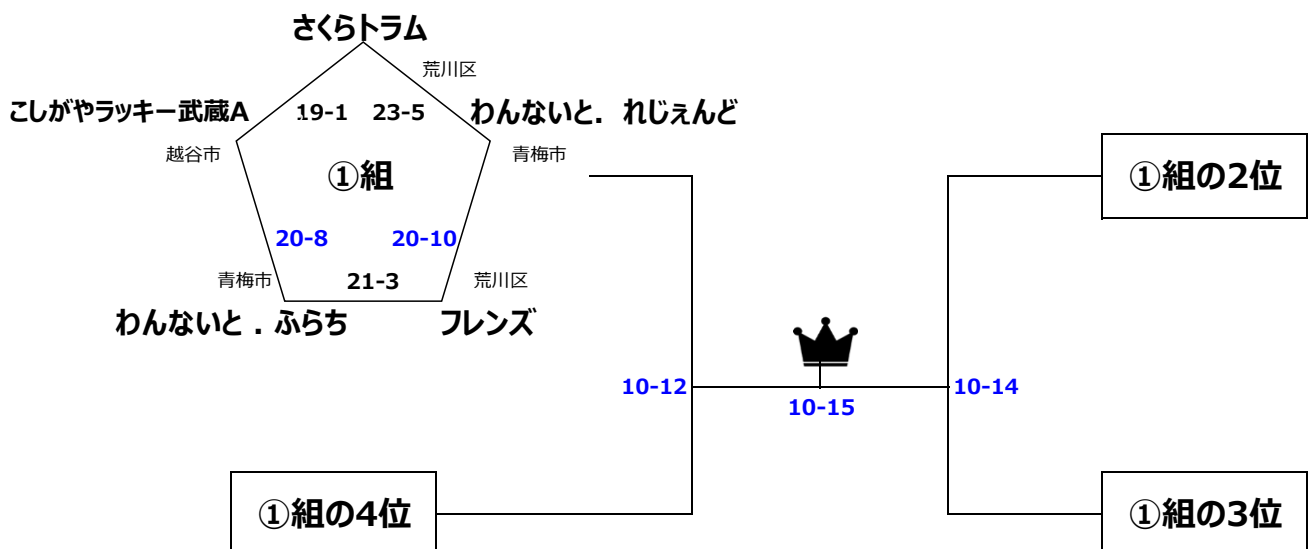 さくらトラム
荒川区
こしがやラッキー武蔵A
19-1
23-5
わんないと．れじぇんど
越谷市
青梅市
①組
①組の2位
20-8
20-10
青梅市
21-3
荒川区
わんないと．ふらち
フレンズ
10-12
10-14
10-15
①組の4位
①組の3位